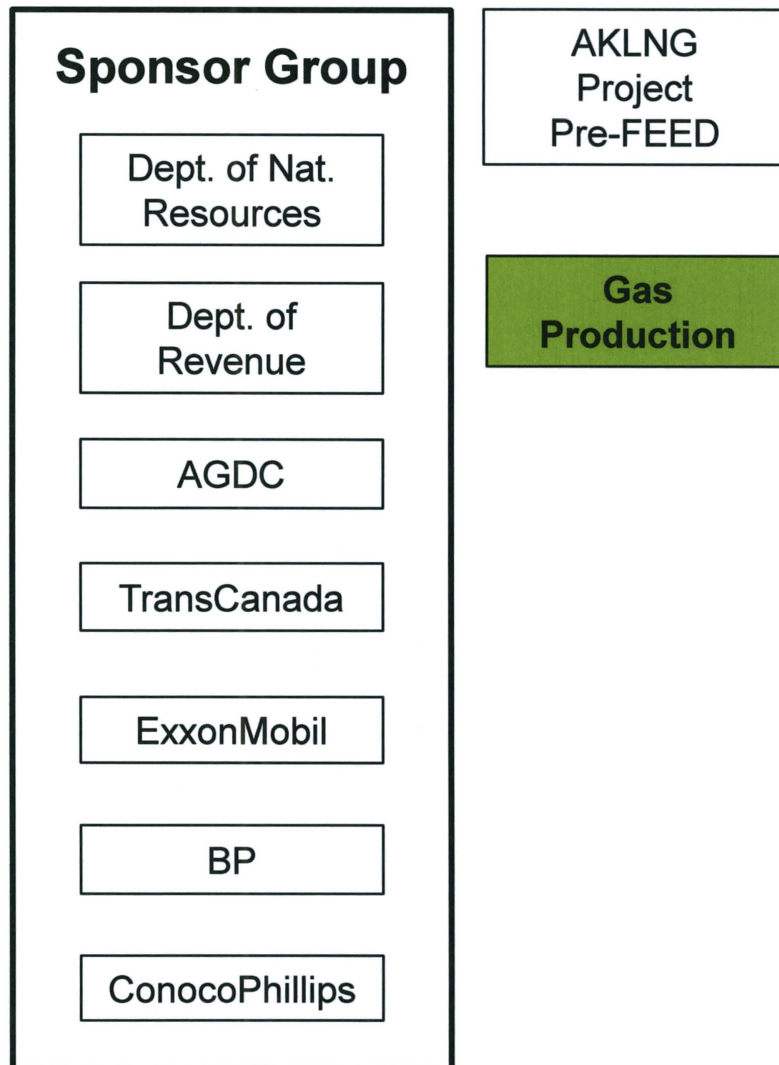 Sponsor Group
Dept. of Nat.
Resources
Dept. of
Revenue
AGDC
TransCanada
ExxonMobil
BP
ConocoPhillips
AKLNG
Project
Pre-FEED
Gas
Production